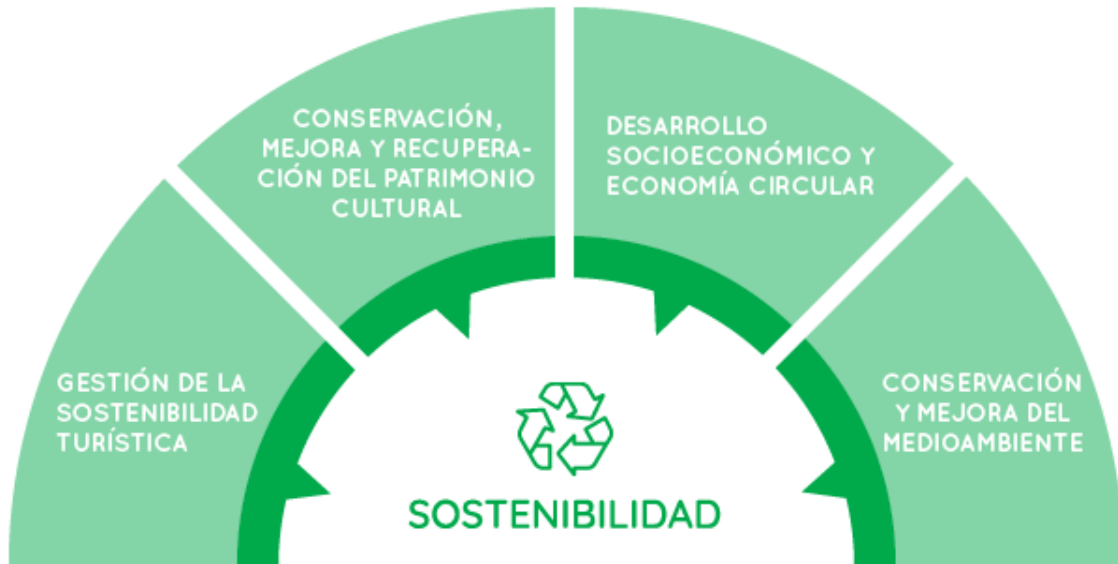 CONSERVACIÓN,
MEJORA Y RECUPERA-
CIÓN DEL PATRIMONIO
CULTURAL
DESARROLLO
SOCIOECONÓMICO Y
ECONOMÍA CIRCULAR
GESTIÓN DE LA
SOSTENIBILIDAD
TURÍSTICA
CONSERVACIÓN
Y MEJORA DEL
MEDIOAMBIENTE
SOSTENIBILIDAD